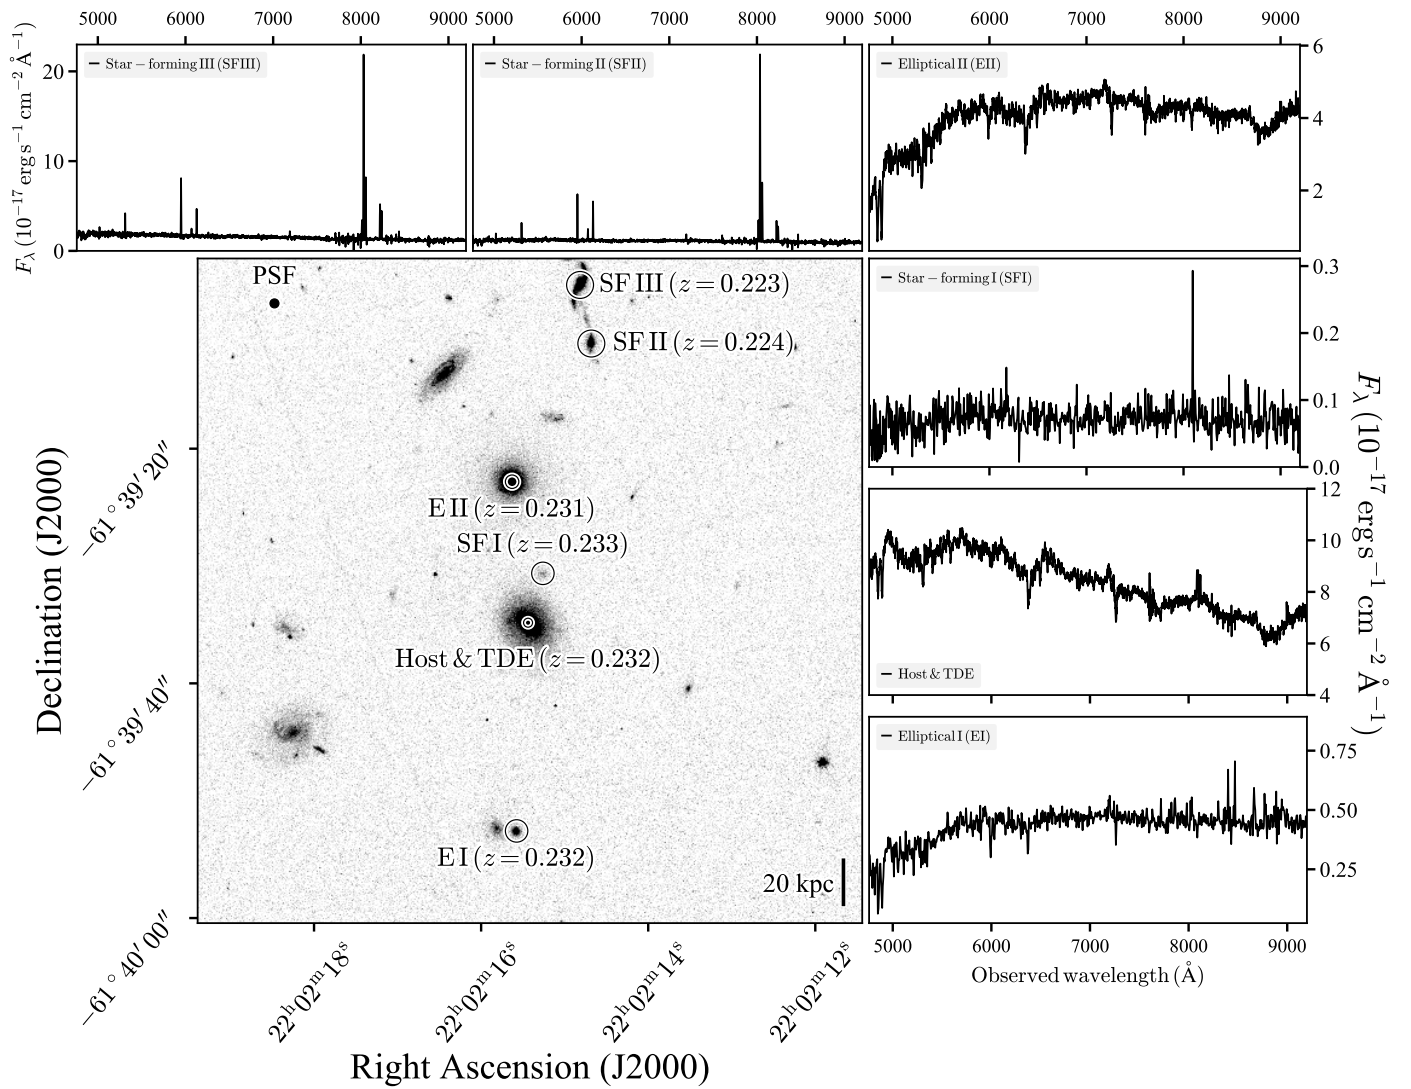 5000 6000 7000 8000 9000 5000 6000 7000 8000 9000 5000 6000 7000 8000 9000
Star – forming III (SFIII)
Star – forming II (SFII)
Elliptical II (EII)
F_λ (10⁻¹⁷ erg s⁻¹ cm⁻² Å⁻¹)
20
10
0
6
4
2
PSF
SF III (z = 0.223)
SF II (z = 0.224)
E II (z = 0.231)
SF I (z = 0.233)
Host & TDE (z = 0.232)
E I (z = 0.232)
20 kpc
Declination (J2000)
−61°39′20″
−61°39′40″
−61°40′00″
22ʰ02ᵐ18ˢ 22ʰ02ᵐ16ˢ 22ʰ02ᵐ14ˢ 22ʰ02ᵐ12ˢ
Right Ascension (J2000)
Star – forming I (SFI)
0.3
0.2
0.1
0.0
F_λ (10⁻¹⁷ erg s⁻¹ cm⁻² Å⁻¹)
12
10
8
6
4
Host & TDE
Elliptical I (EI)
0.75
0.50
0.25
5000 6000 7000 8000 9000
Observed wavelength (Å)